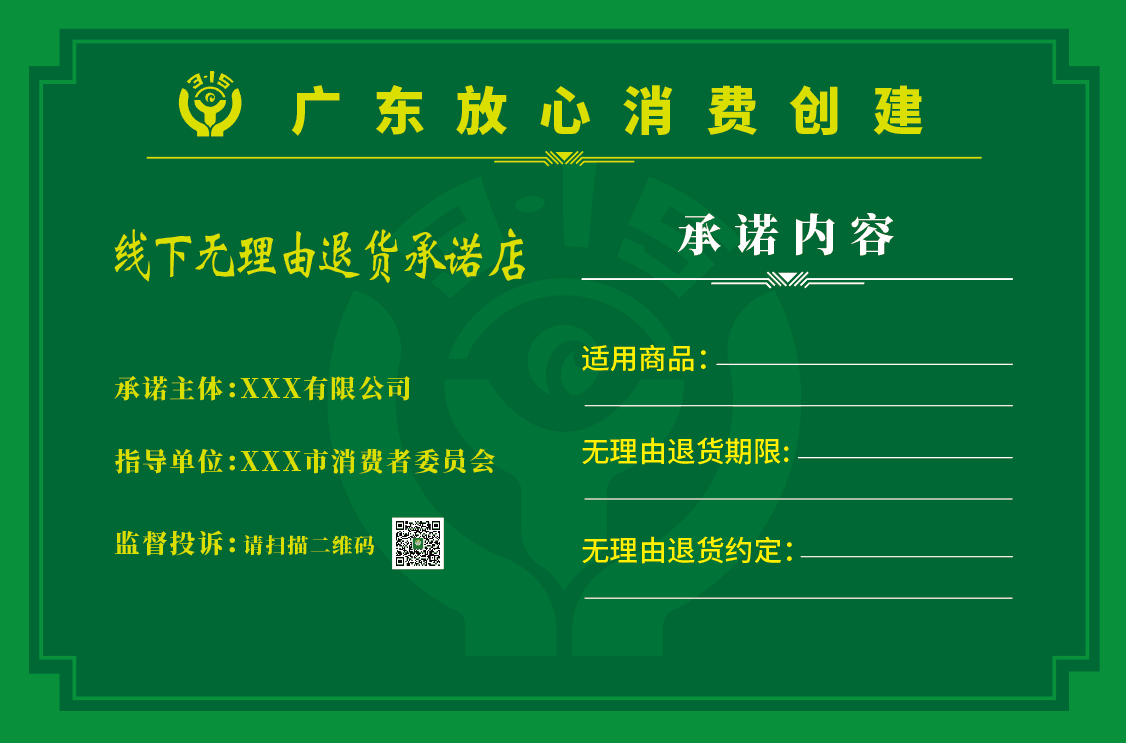 3·15
广东放心消费创建
线下无理由退货承诺店
承诺主体:XXX有限公司
指导单位:XXX市消费者委员会
监督投诉:请扫描二维码
承诺内容
适用商品:
无理由退货期限:
无理由退货约定: